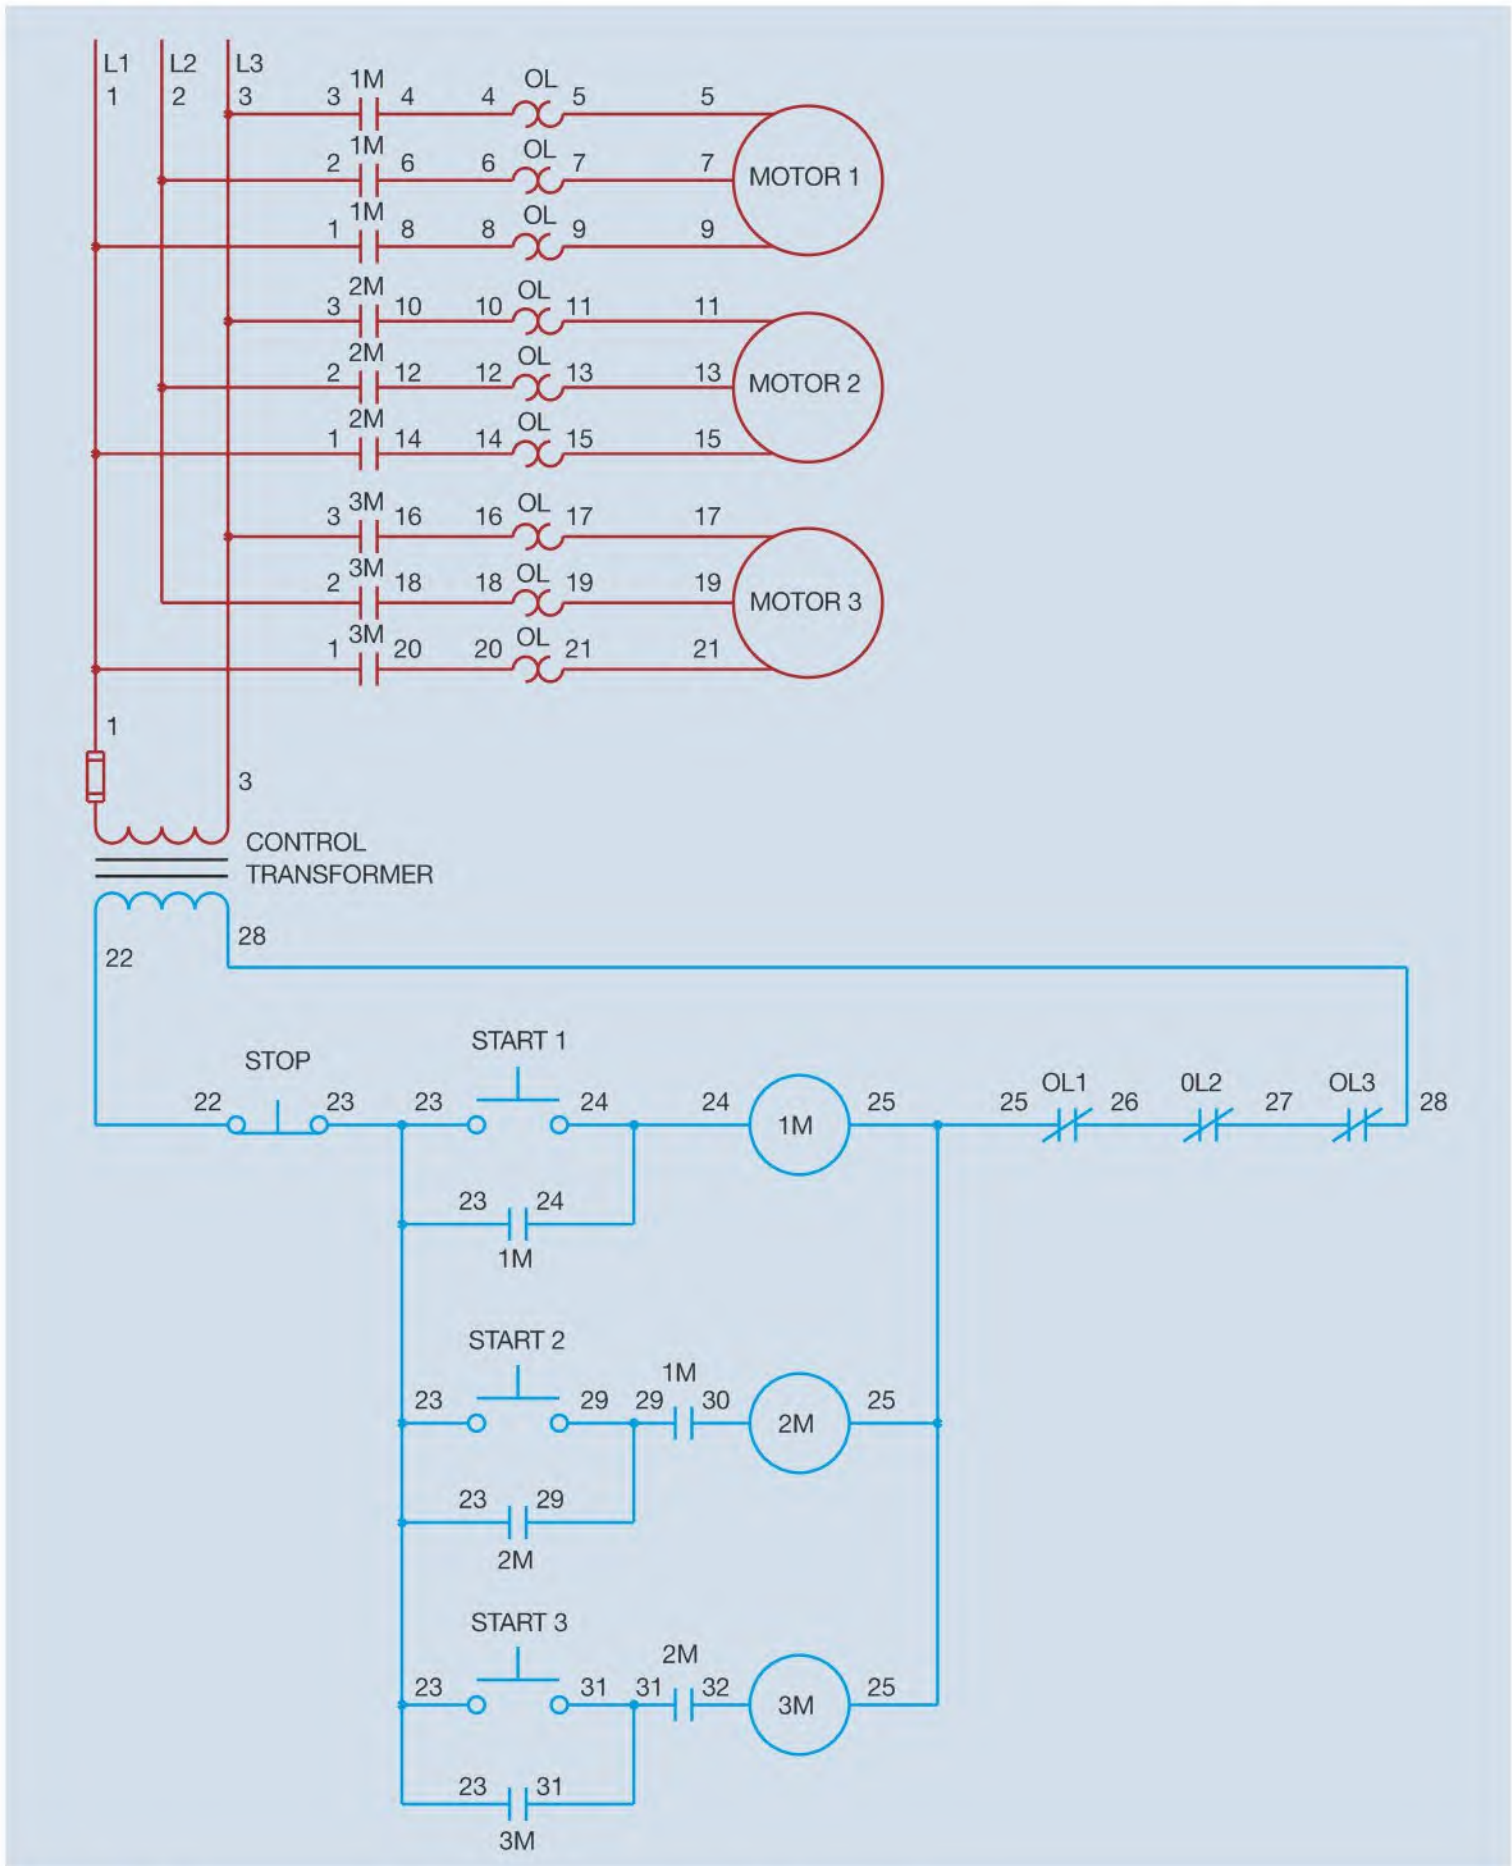 L1 L2 L3
1 2 3
1M OL
3 4 4 5 5
1M OL
2 6 6 7 7
MOTOR 1
1M OL
1 8 8 9 9
2M OL
3 10 10 11 11
2M OL
2 12 12 13 13
MOTOR 2
2M OL
1 14 14 15 15
3M OL
3 16 16 17 17
3M OL
2 18 18 19 19
MOTOR 3
3M OL
1 20 20 21 21
1
3
CONTROL
TRANSFORMER
28
22
START 1
STOP
OL1 0L2 OL3
22 23 23 24 24 25 25 26 27 28
1M
23 24
1M
START 2
1M
23 29 29 30 25
2M
23 29
2M
START 3
2M
23 31 31 32 25
3M
23 31
3M